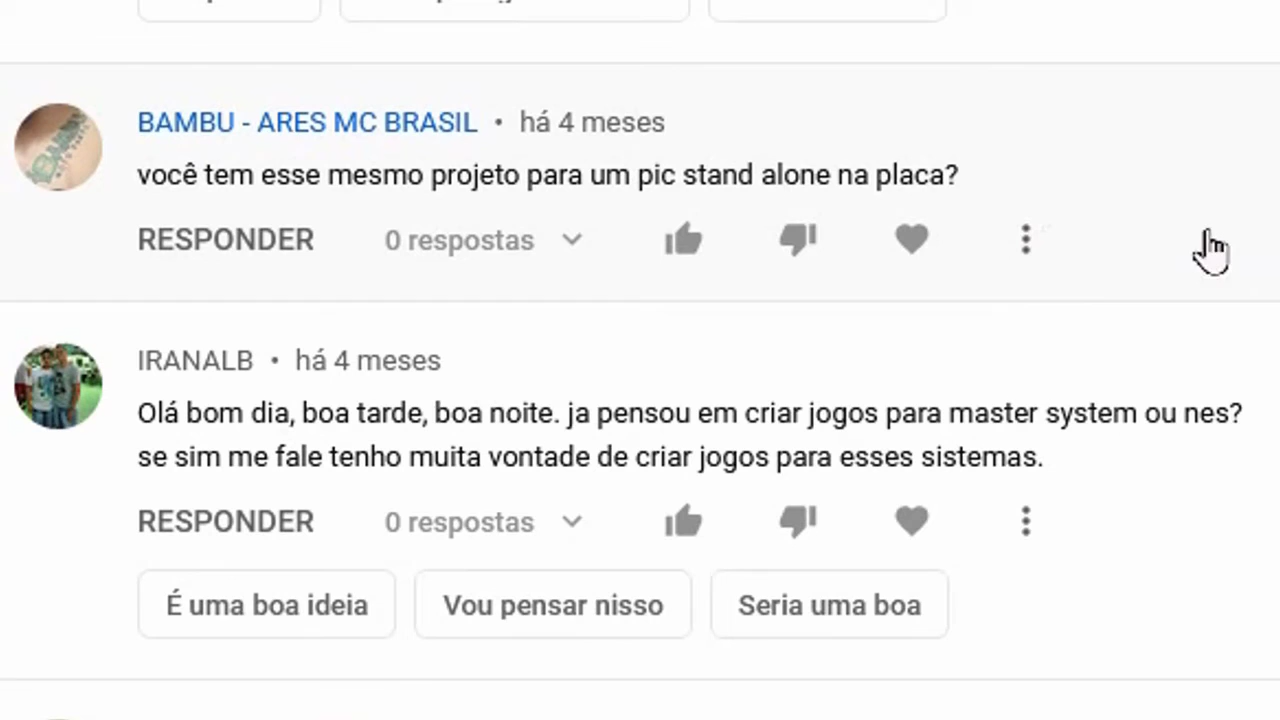 BAMBU - ARES MC BRASIL • há 4 meses
você tem esse mesmo projeto para um pic stand alone na placa?
RESPONDER 0 respostas
IRANALB • há 4 meses
Olá bom dia, boa tarde, boa noite. ja pensou em criar jogos para master system ou nes?
se sim me fale tenho muita vontade de criar jogos para esses sistemas.
RESPONDER 0 respostas
É uma boa ideia Vou pensar nisso Seria uma boa